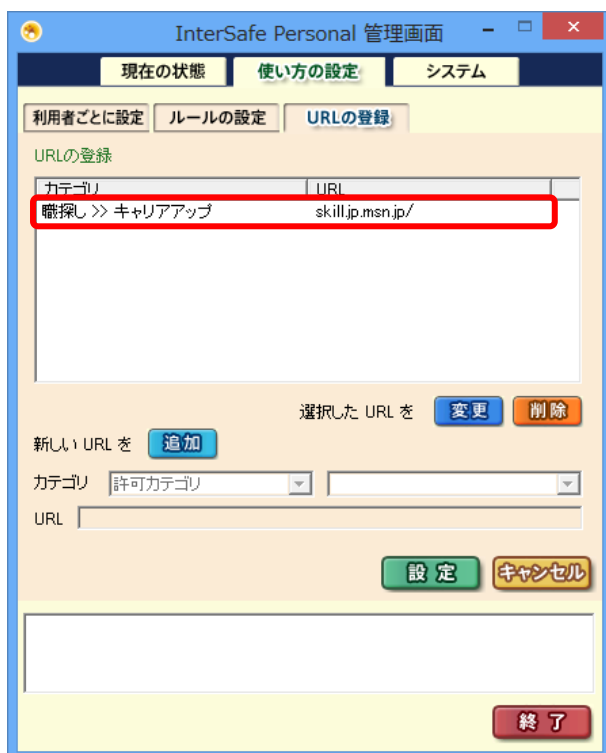 InterSafe Personal 管理画面
現在の状態 使い方の設定 システム
利用者ごとに設定 ルールの設定 URLの登録
URLの登録
カテゴリ URL
職探し >> キャリアアップ skill.jp.msn.jp/
選択した URL を 変更 削除
新しい URL を 追加
カテゴリ 許可カテゴリ
URL
設定 キャンセル
終了